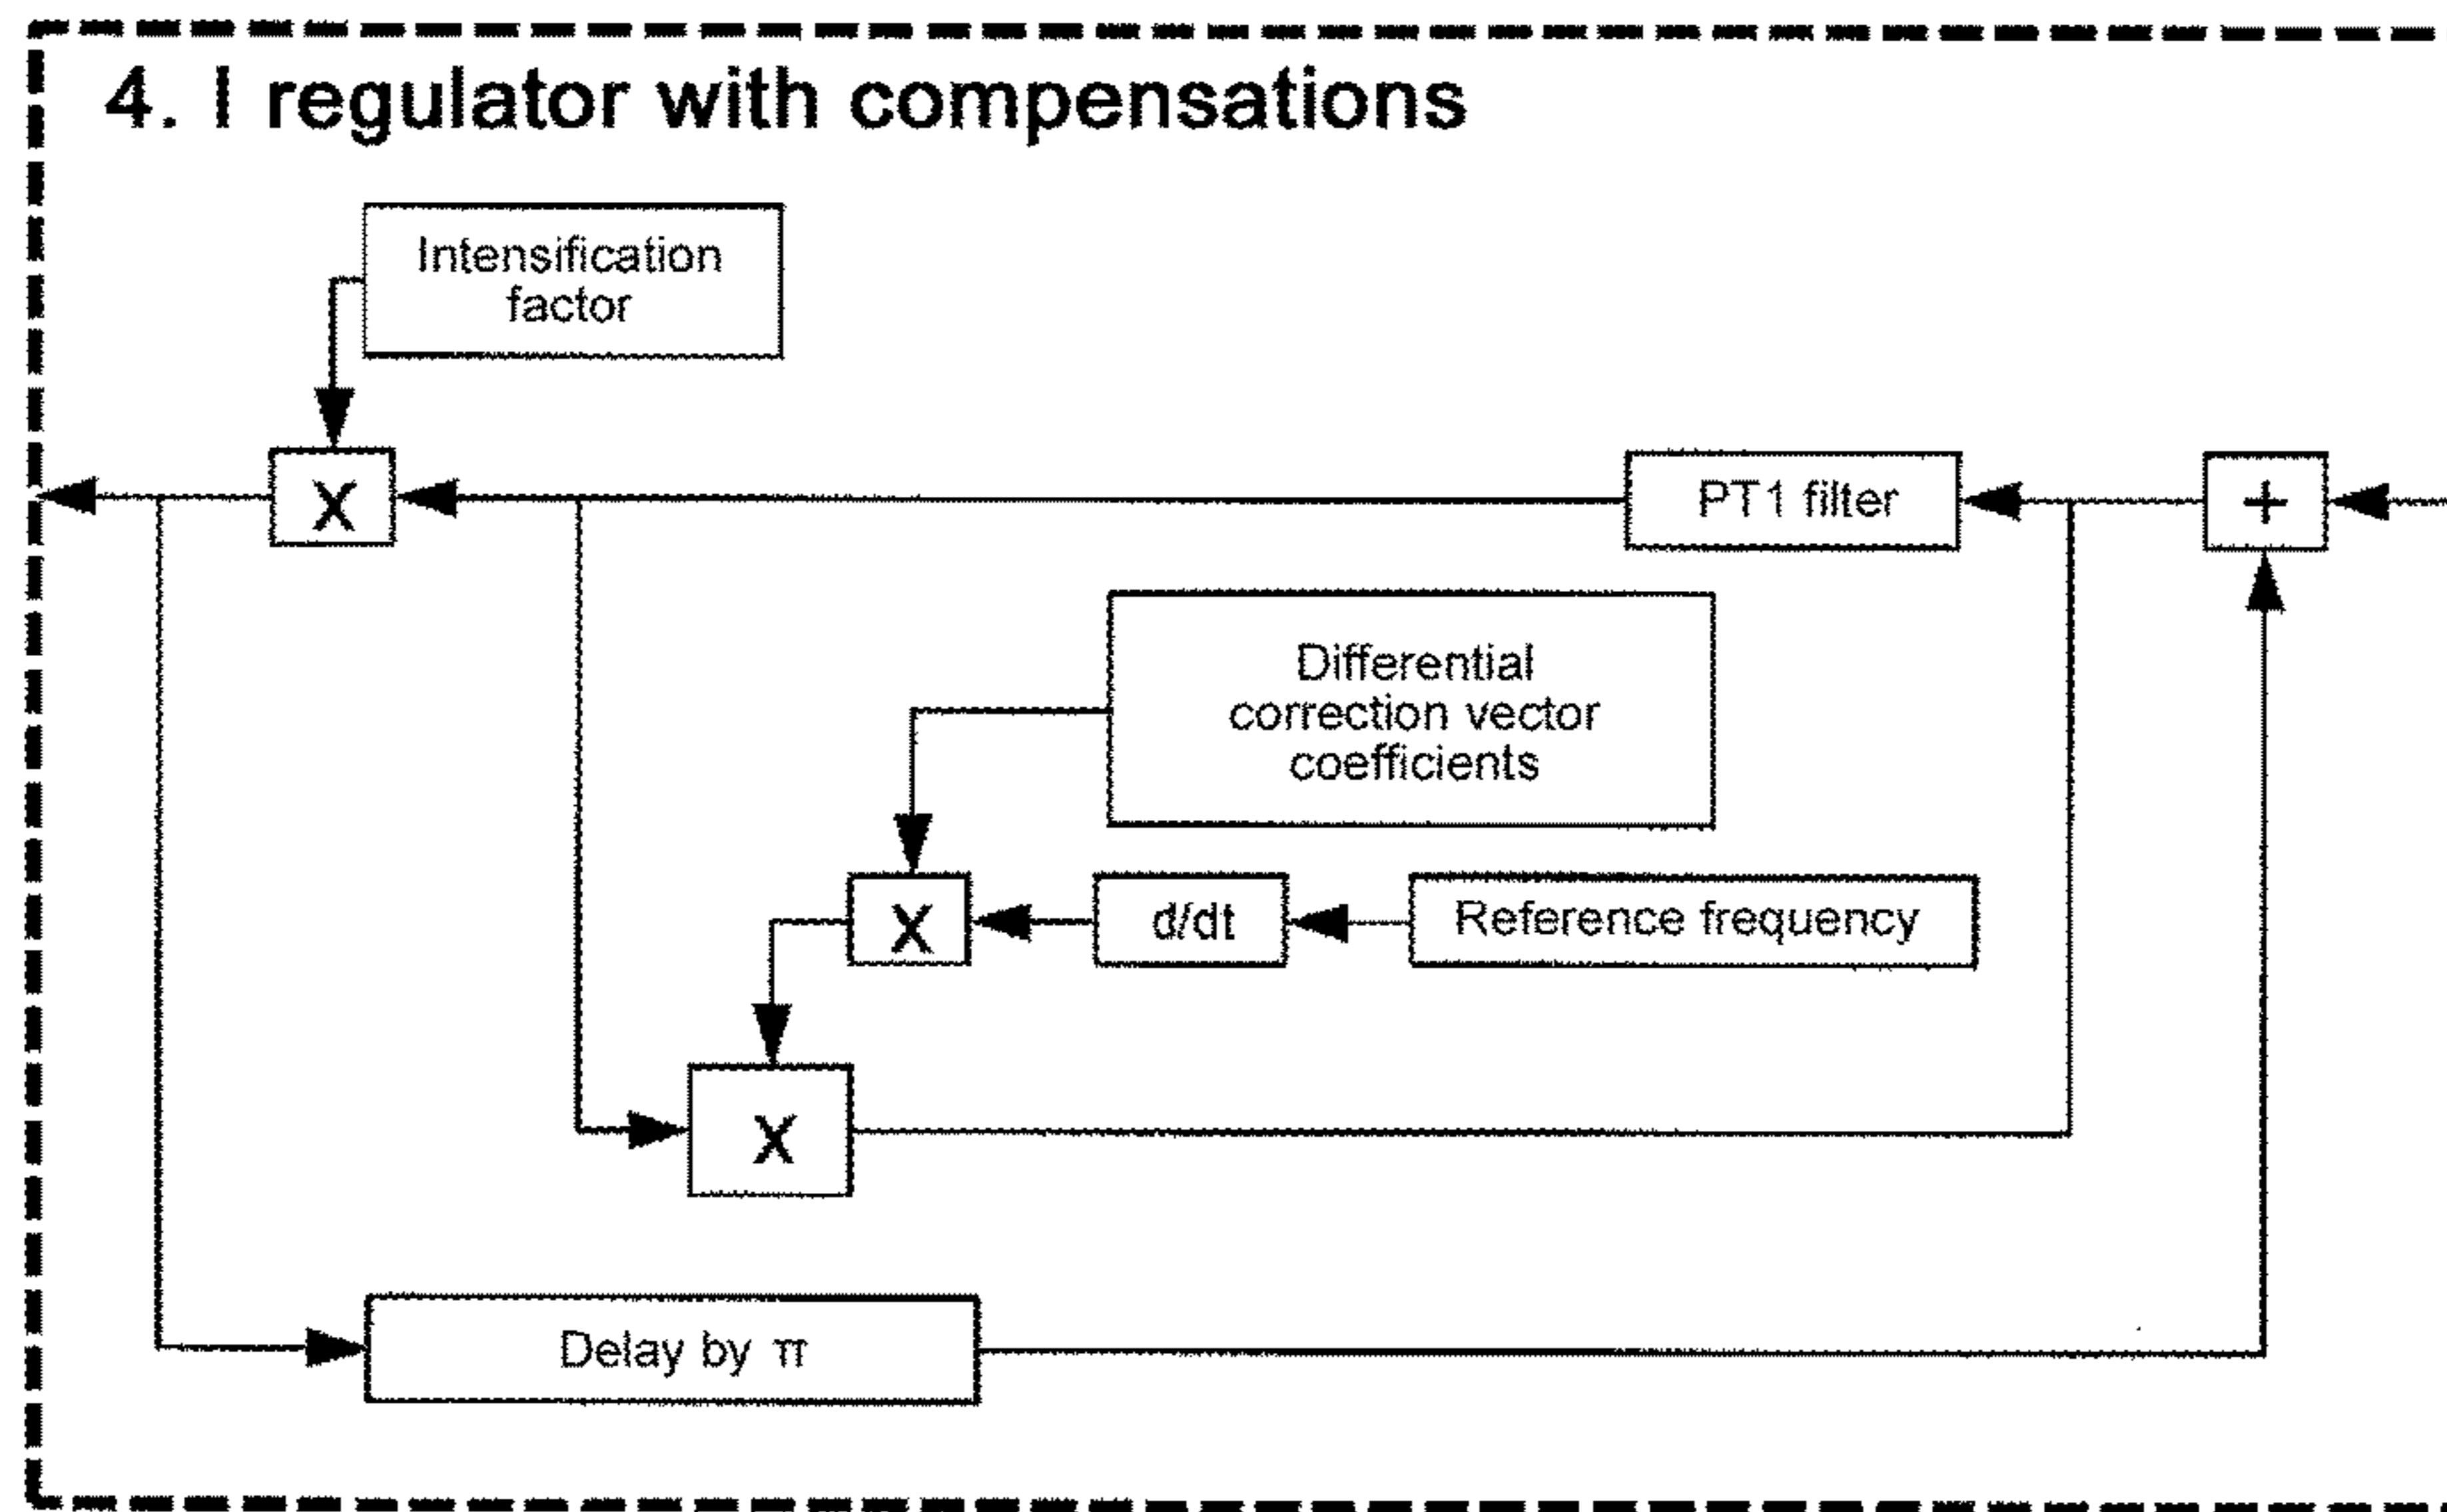 4. I regulator with compensations
Intensification
factor
X
PT1 filter
+
Differential
correction vector
coefficients
X
d/dt
Reference frequency
X
Delay by π